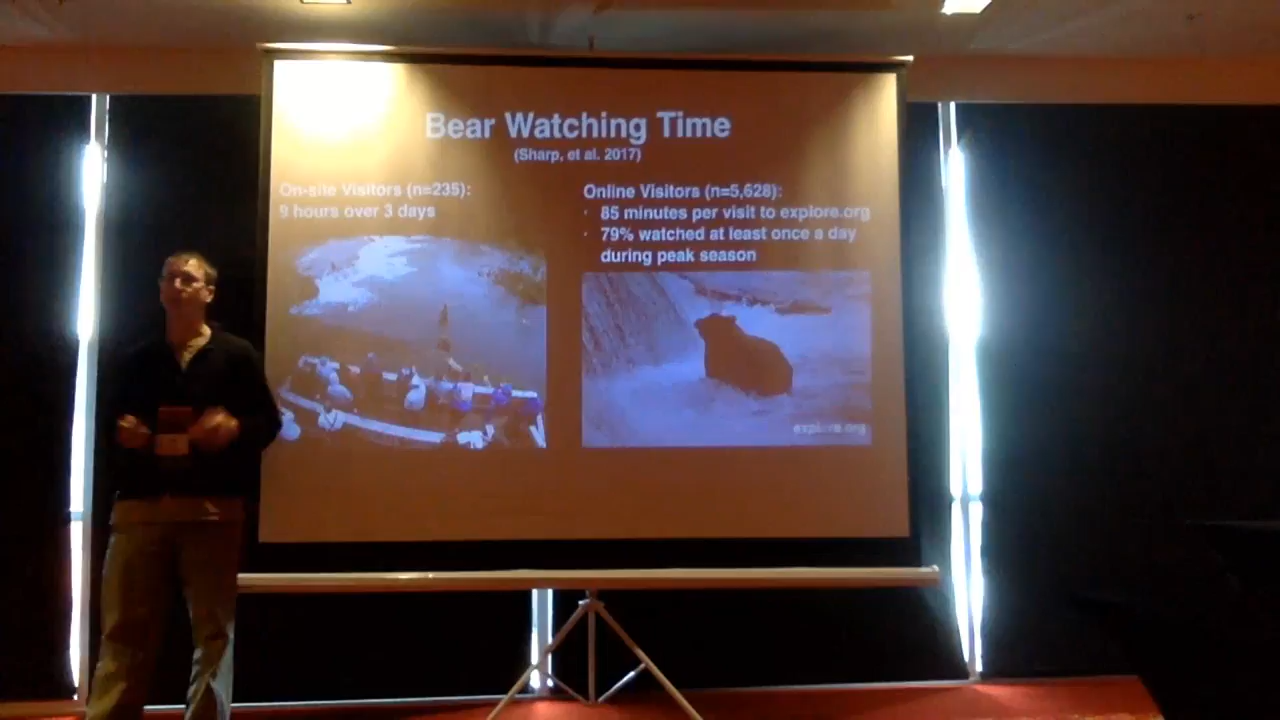 Bear Watching Time
(Sharp, et al. 2017)
On-site Visitors (n=235):
9 hours over 3 days
Online Visitors (n=5,628):
· 85 minutes per visit to explore.org
· 79% watched at least once a day
during peak season
explore.org